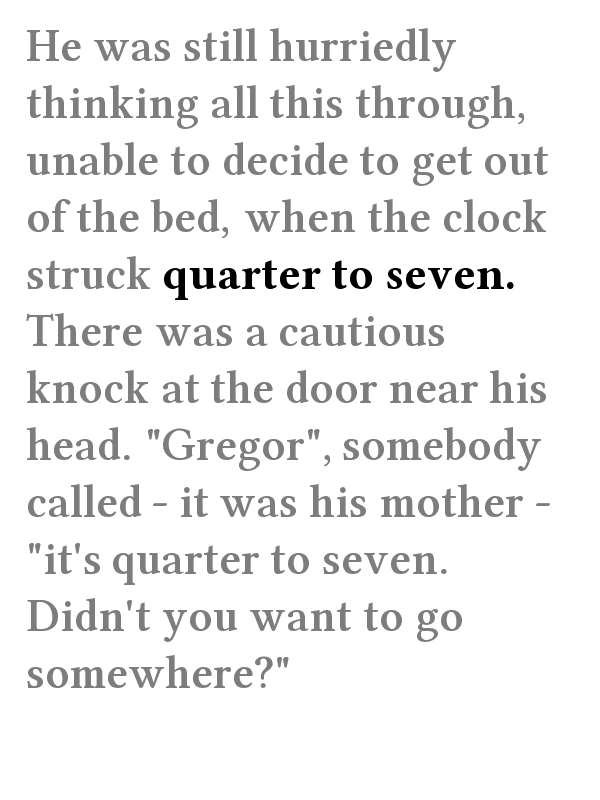 He was still hurriedly
thinking all this through,
unable to decide to get out
of the bed, when the clock
struck quarter to seven.
There was a cautious
knock at the door near his
head. "Gregor", somebody
called - it was his mother -
"it's quarter to seven.
Didn't you want to go
somewhere?"